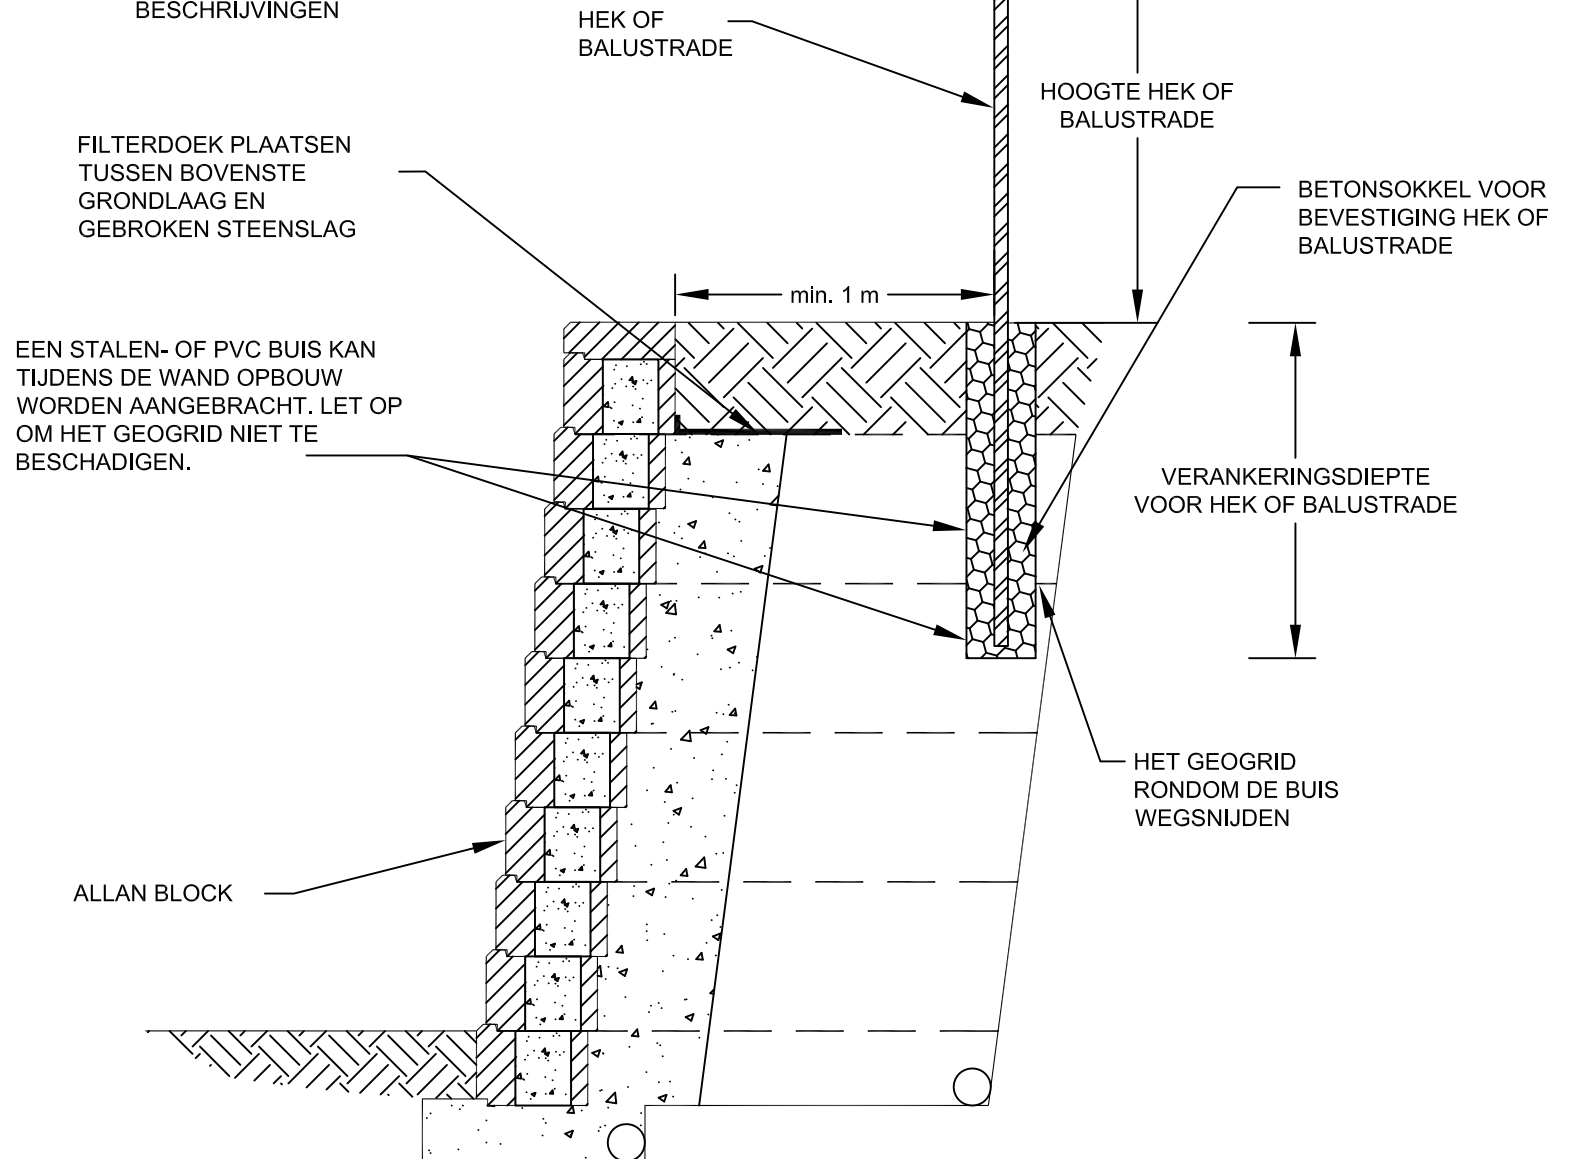 BESCHRIJVINGEN
HEK OF
BALUSTRADE
HOOGTE HEK OF
BALUSTRADE
FILTERDOEK PLAATSEN
TUSSEN BOVENSTE
GRONDLAAG EN
GEBROKEN STEENSLAG
BETONSOKKEL VOOR
BEVESTIGING HEK OF
BALUSTRADE
min. 1 m
EEN STALEN- OF PVC BUIS KAN
TIJDENS DE WAND OPBOUW
WORDEN AANGEBRACHT. LET OP
OM HET GEOGRID NIET TE
BESCHADIGEN.
VERANKERINGSDIEPTE
VOOR HEK OF BALUSTRADE
HET GEOGRID
RONDOM DE BUIS
WEGSNIJDEN
ALLAN BLOCK